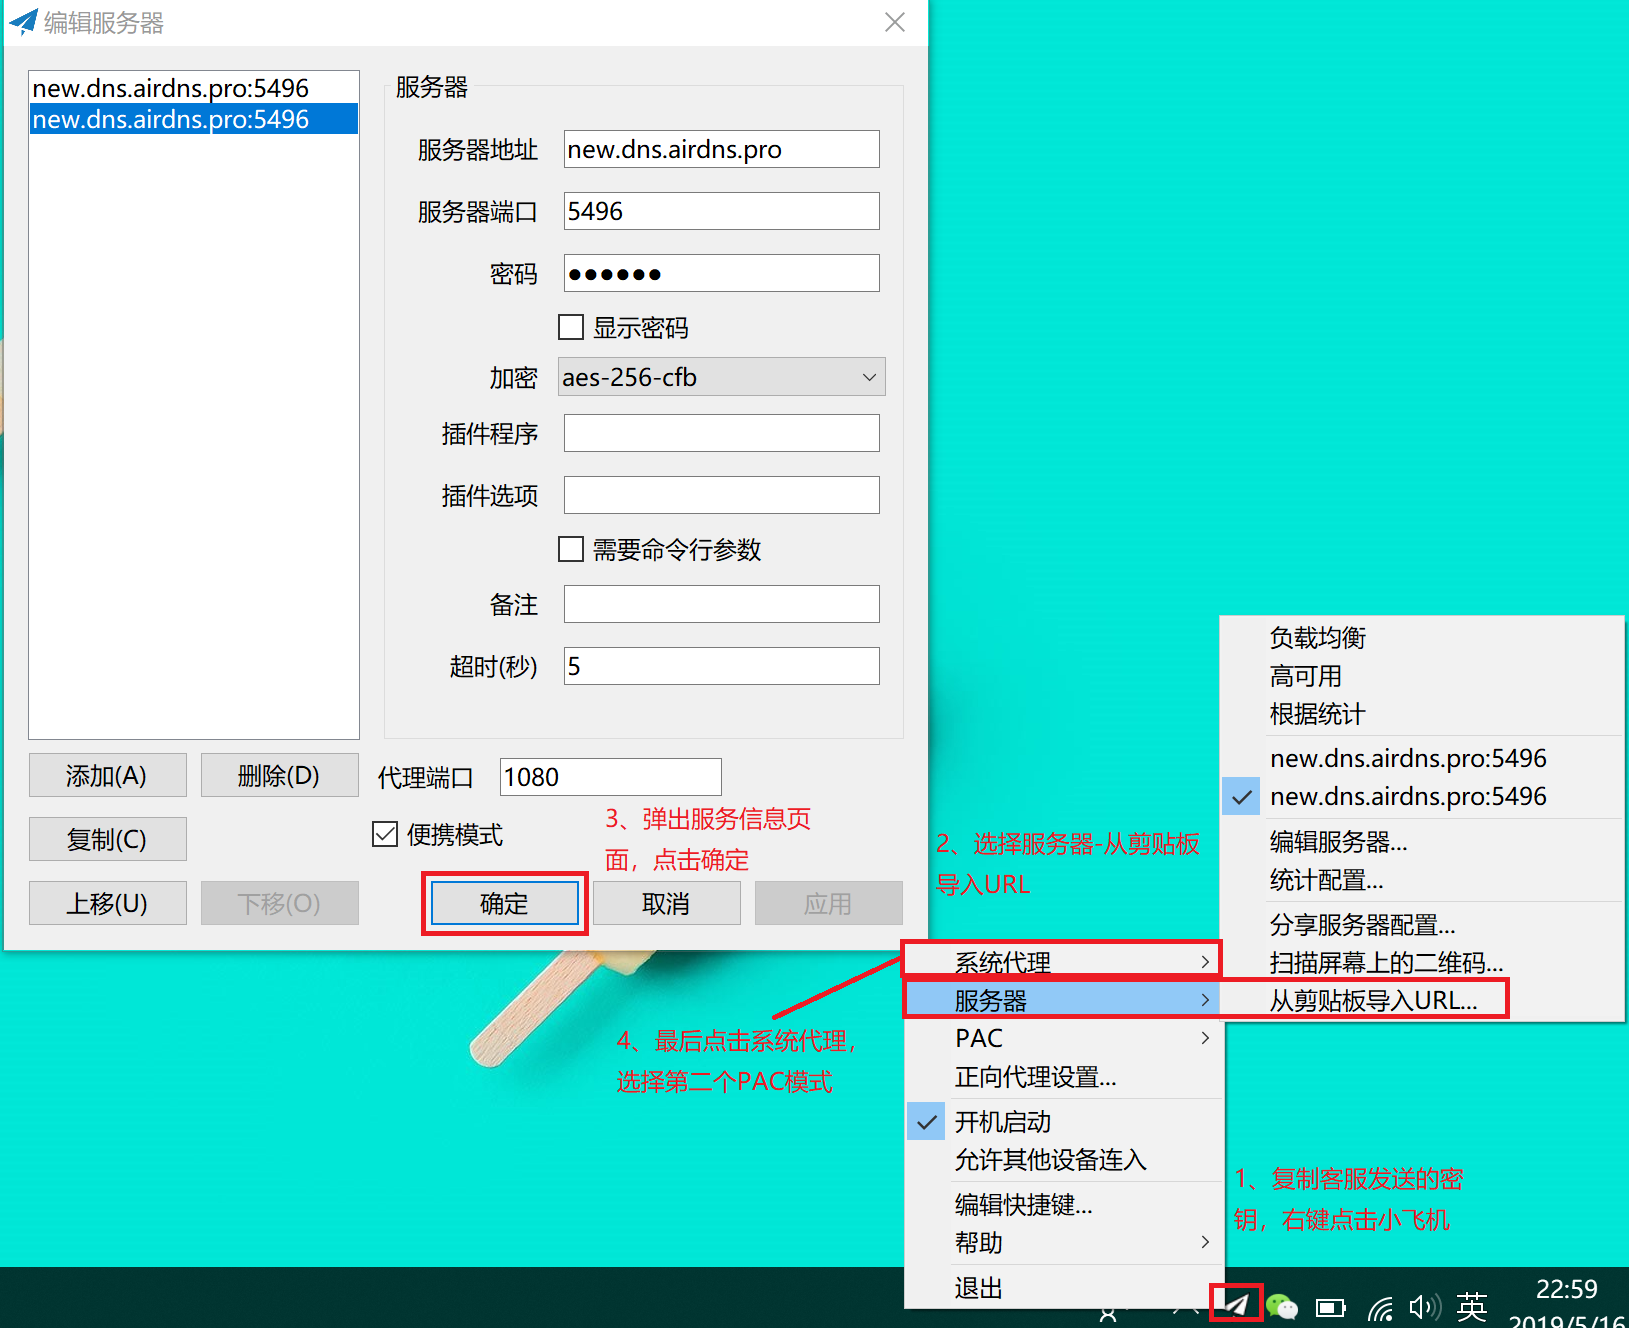 编辑服务器
new.dns.airdns.pro:5496
new.dns.airdns.pro:5496
服务器
服务器地址 new.dns.airdns.pro
服务器端口 5496
密码 ●●●●●●
显示密码
加密 aes-256-cfb
插件程序
插件选项
需要命令行参数
备注
超时(秒) 5
添加(A) 删除(D) 代理端口 1080
复制(C) 便携模式
上移(U) 下移(O) 确定 取消 应用
3、弹出服务信息页
面，点击确定
2、选择服务器-从剪贴板
导入URL
负载均衡
高可用
根据统计
new.dns.airdns.pro:5496
new.dns.airdns.pro:5496
编辑服务器...
统计配置...
分享服务器配置...
扫描屏幕上的二维码...
从剪贴板导入URL...
系统代理
服务器
PAC
正向代理设置...
开机启动
允许其他设备连入
编辑快捷键...
帮助
退出
4、最后点击系统代理，
选择第二个PAC模式
1、复制客服发送的密
钥，右键点击小飞机
英
22:59
2019/5/16